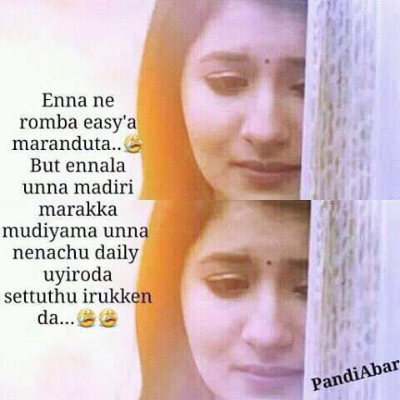 Enna ne
romba easy'a
maranduta..😩
But ennala
unna madiri
marakka
mudiyama unna
nenachu daily
uyiroda
settuthu irukken
da...😩😩
PandiAbar